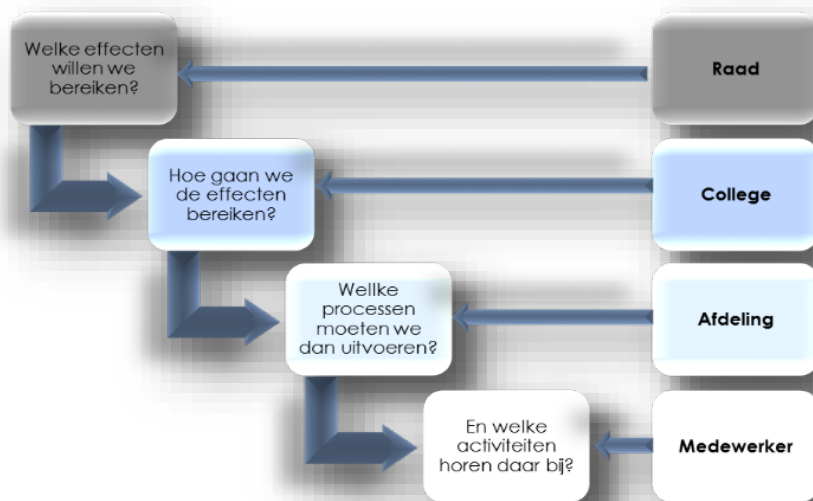 Welke effecten
willen we
bereiken?
Raad
Hoe gaan we
de effecten
bereiken?
College
Wellke
processen
moeten we
dan uitvoeren?
Afdeling
En welke
activiteiten
horen daar bij?
Medewerker